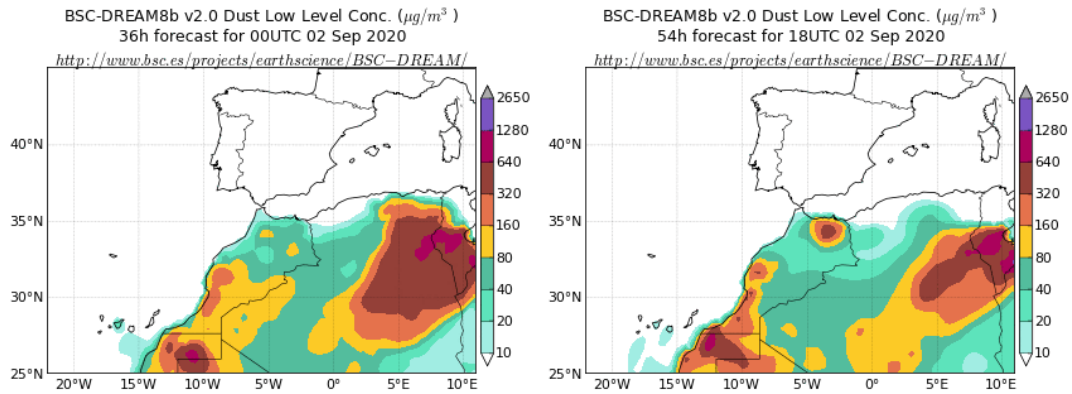 BSC-DREAM8b v2.0 Dust Low Level Conc. (μg/m³ )
36h forecast for 00UTC 02 Sep 2020
http://www.bsc.es/projects/earthscience/BSC−DREAM/
40°N
35°N
30°N
25°N
20°W
15°W
10°W
5°W
0°
5°E
10°E
2650
1280
640
320
160
80
40
20
10
BSC-DREAM8b v2.0 Dust Low Level Conc. (μg/m³ )
54h forecast for 18UTC 02 Sep 2020
http://www.bsc.es/projects/earthscience/BSC−DREAM/
40°N
35°N
30°N
25°N
20°W
15°W
10°W
5°W
0°
5°E
10°E
2650
1280
640
320
160
80
40
20
10